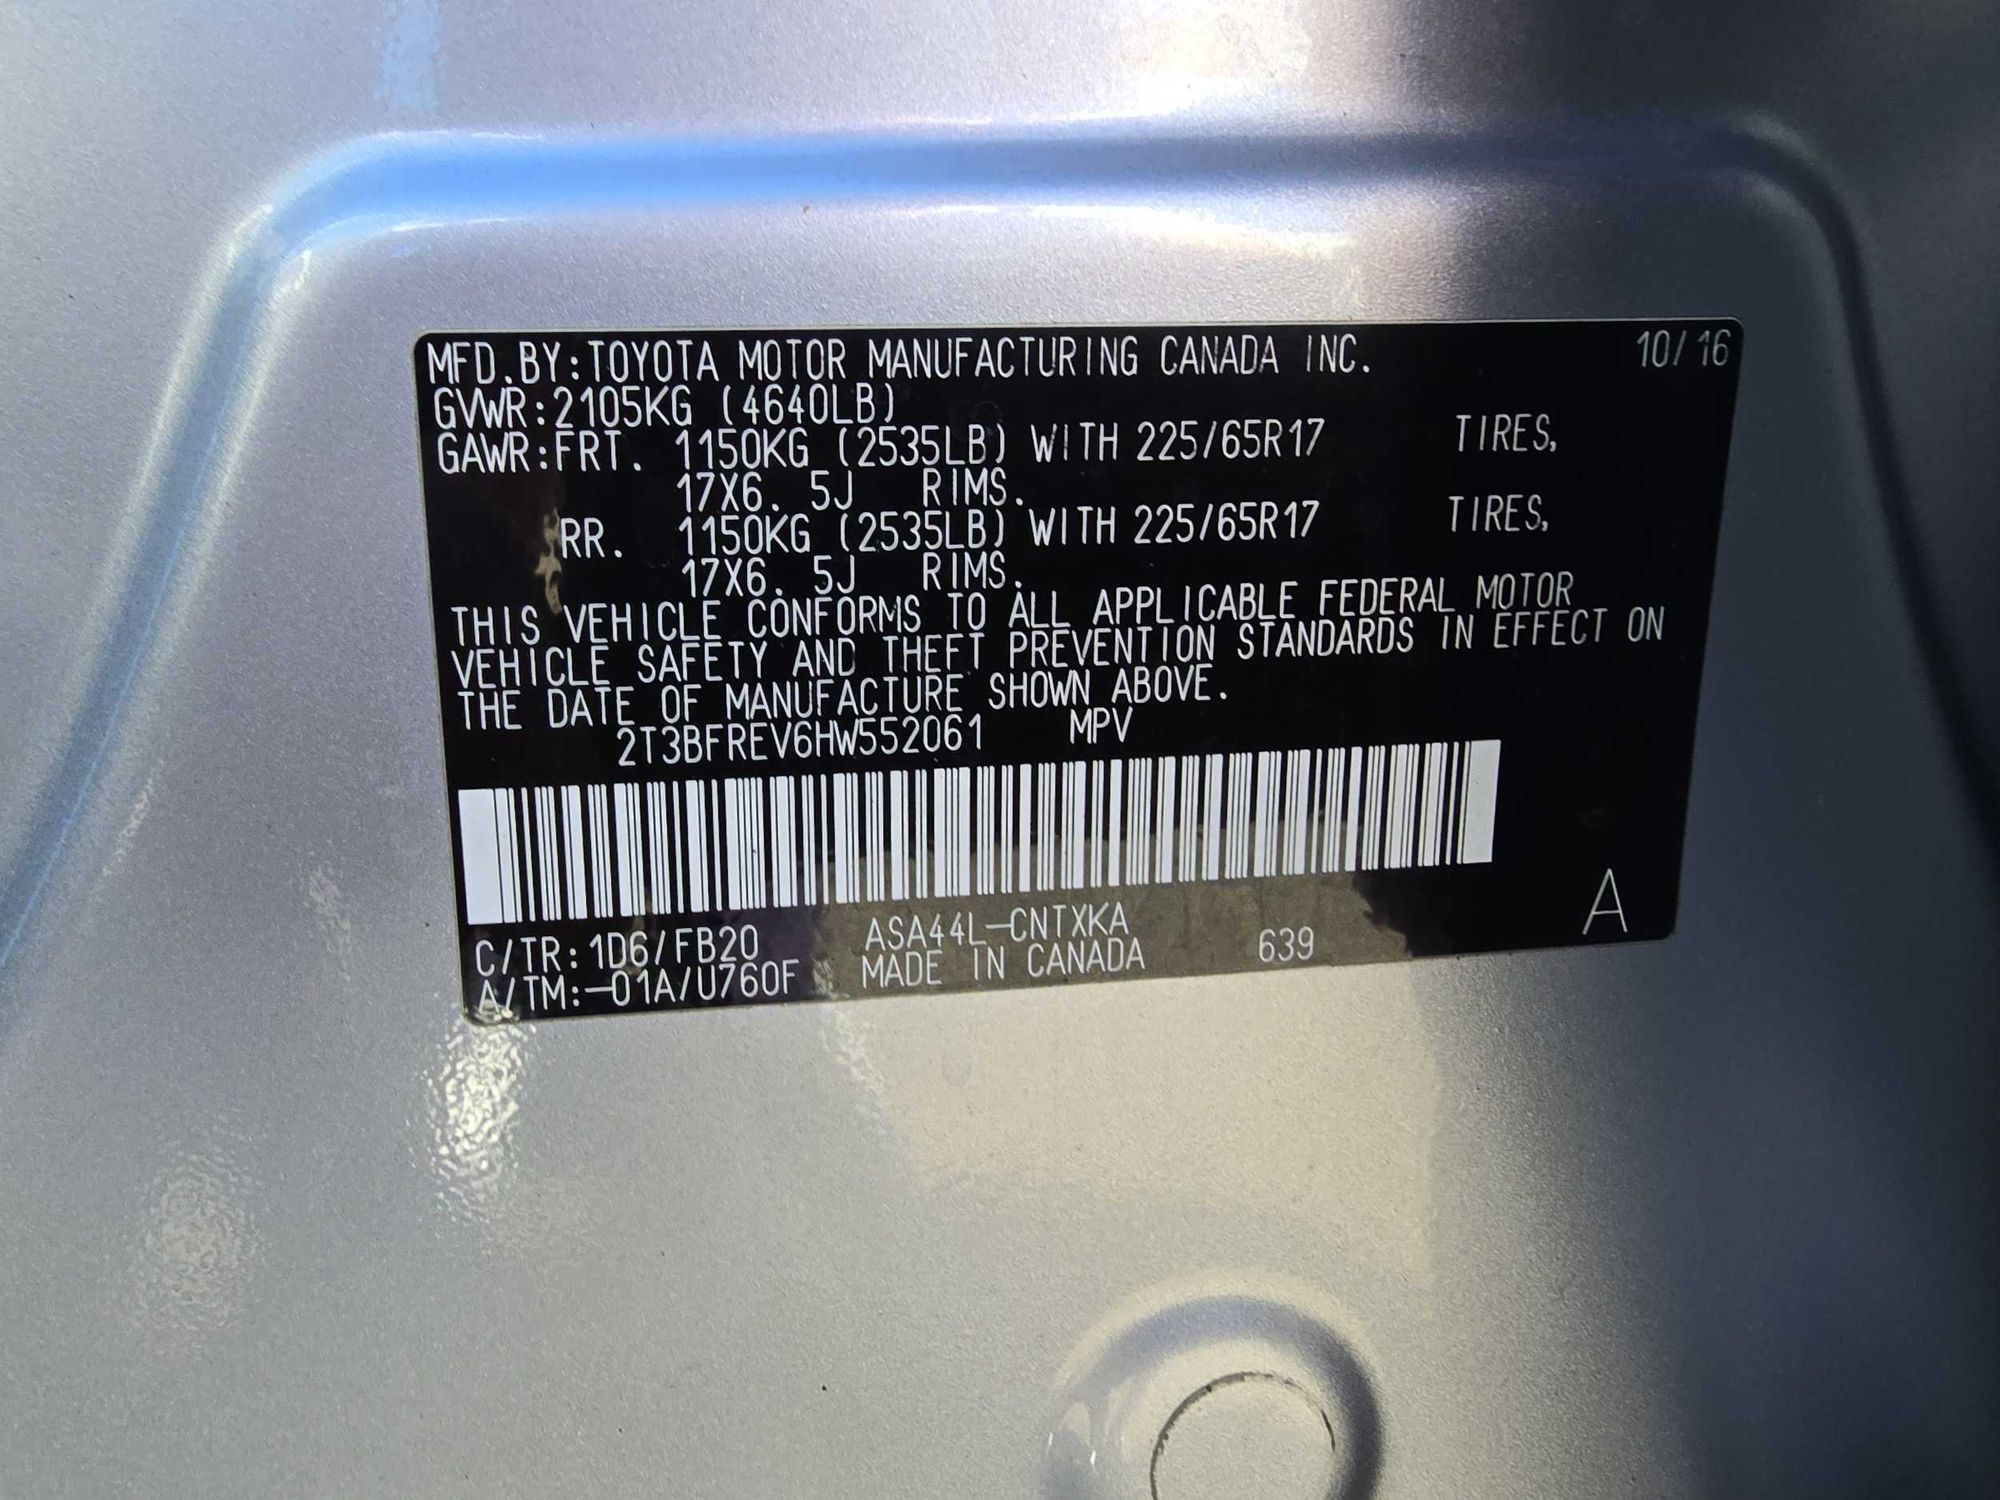 MFD.BY:TOYOTA MOTOR MANUFACTURING CANADA INC. 10/16
GVWR:2105KG (4640LB)
GAWR:FRT. 1150KG (2535LB) WITH 225/65R17 TIRES,
17X6.5J RIMS.
RR. 1150KG (2535LB) WITH 225/65R17 TIRES,
17X6.5J RIMS.
THIS VEHICLE CONFORMS TO ALL APPLICABLE FEDERAL MOTOR
VEHICLE SAFETY AND THEFT PREVENTION STANDARDS IN EFFECT ON
THE DATE OF MANUFACTURE SHOWN ABOVE.
2T3BFREV6HW552061 MPV
A
C/TR:1D6/FB20 ASA44L-CNTXKA
A/TM:-01A/U760F MADE IN CANADA 639